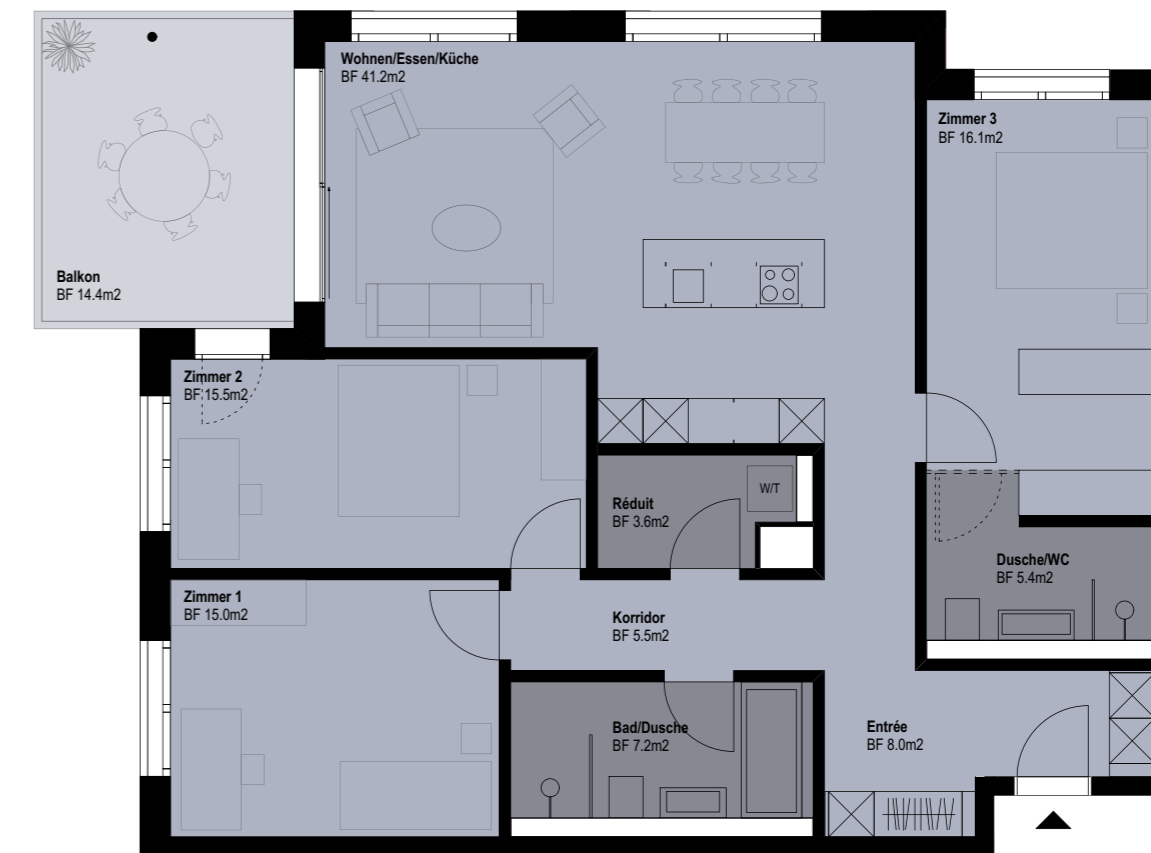 Wohnen/Essen/Küche
BF 41.2m2
Zimmer 3
BF 16.1m2
Balkon
BF 14.4m2
Zimmer 2
BF 15.5m2
Réduit
BF 3.6m2
W/T
Dusche/WC
BF 5.4m2
Zimmer 1
BF 15.0m2
Korridor
BF 5.5m2
Bad/Dusche
BF 7.2m2
Entrée
BF 8.0m2